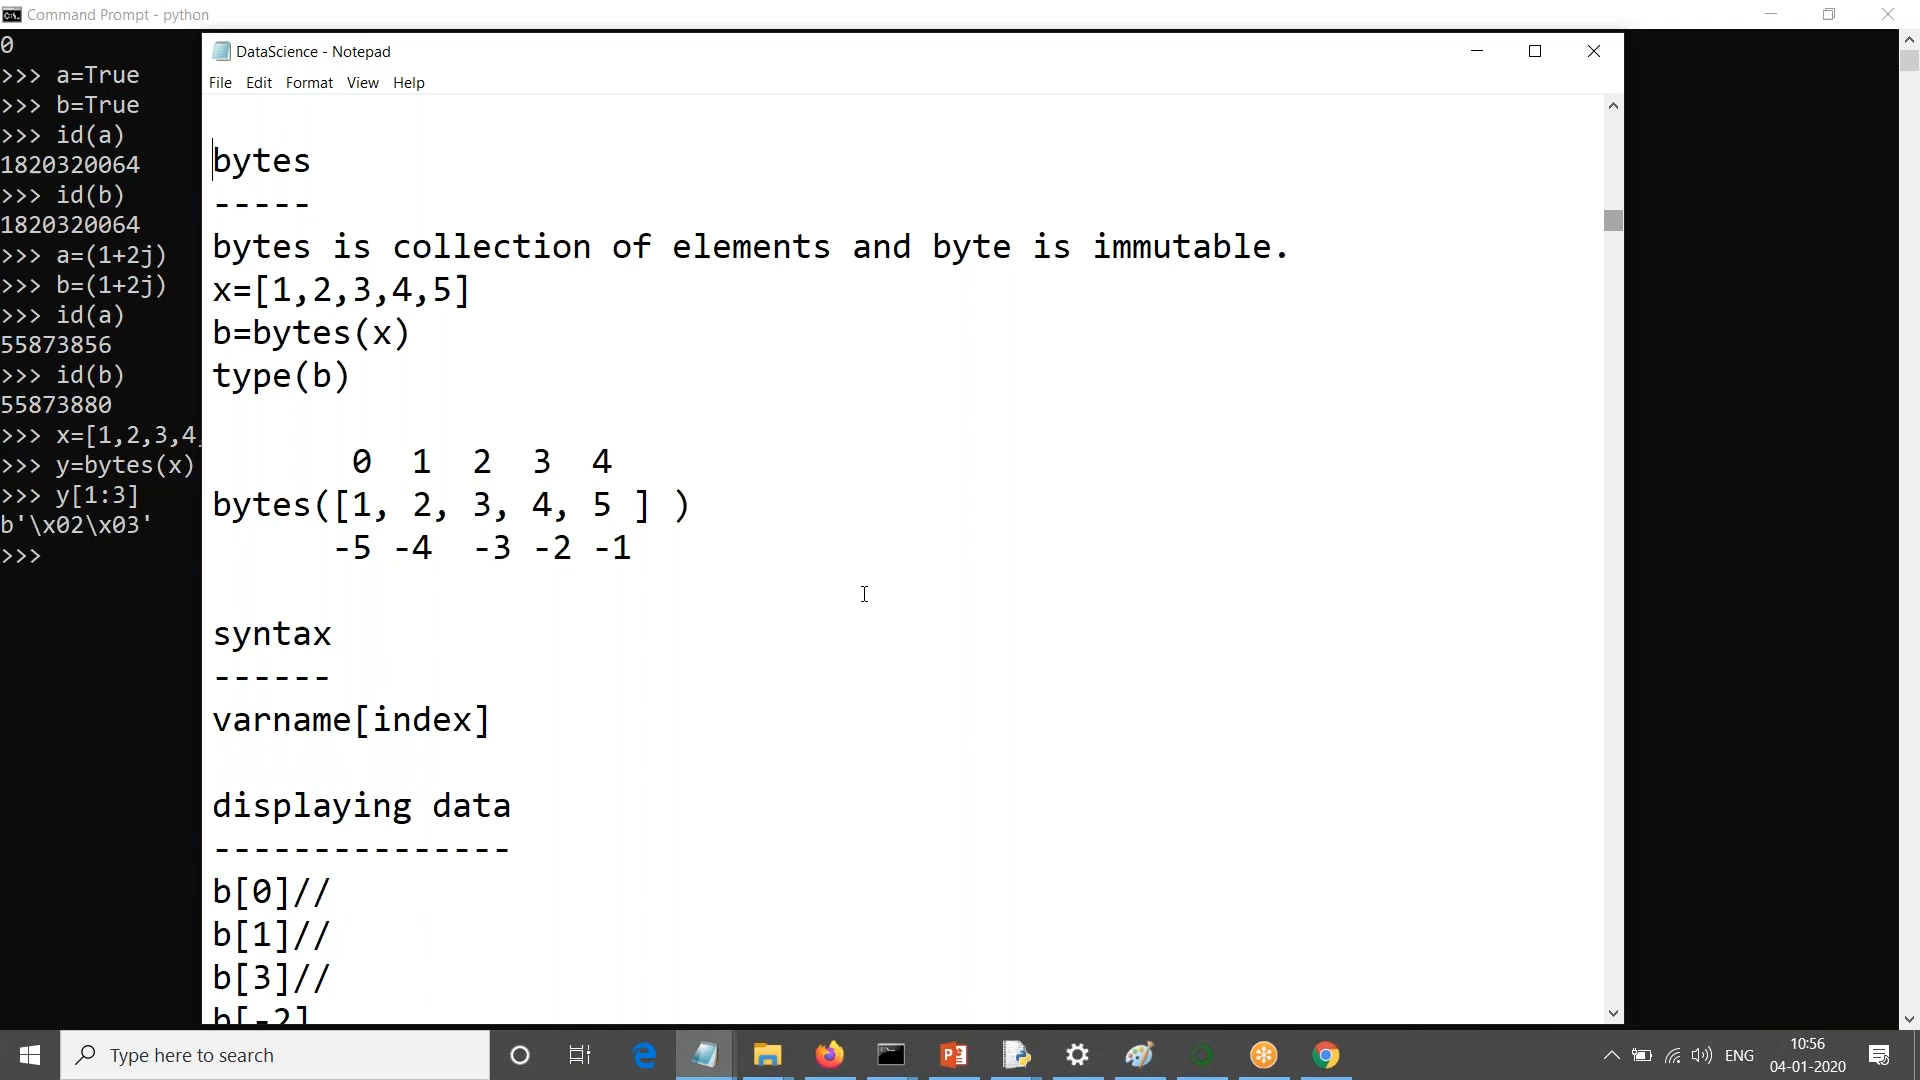 Command Prompt - python
0
>>> a=True
>>> b=True
>>> id(a)
1820320064
>>> id(b)
1820320064
>>> a=(1+2j)
>>> b=(1+2j)
>>> id(a)
55873856
>>> id(b)
55873880
>>> x=[1,2,3,4,
>>> y=bytes(x)
>>> y[1:3]
b'\x02\x03'
>>>
DataScience - Notepad
File Edit Format View Help
bytes
-----
bytes is collection of elements and byte is immutable.
x=[1,2,3,4,5]
b=bytes(x)
type(b)
0 1 2 3 4
bytes([1, 2, 3, 4, 5 ] )
-5 -4 -3 -2 -1
syntax
------
varname[index]
displaying data
---------------
b[0]//
b[1]//
b[3]//
b[-2]
Type here to search
ENG
10:56
04-01-2020